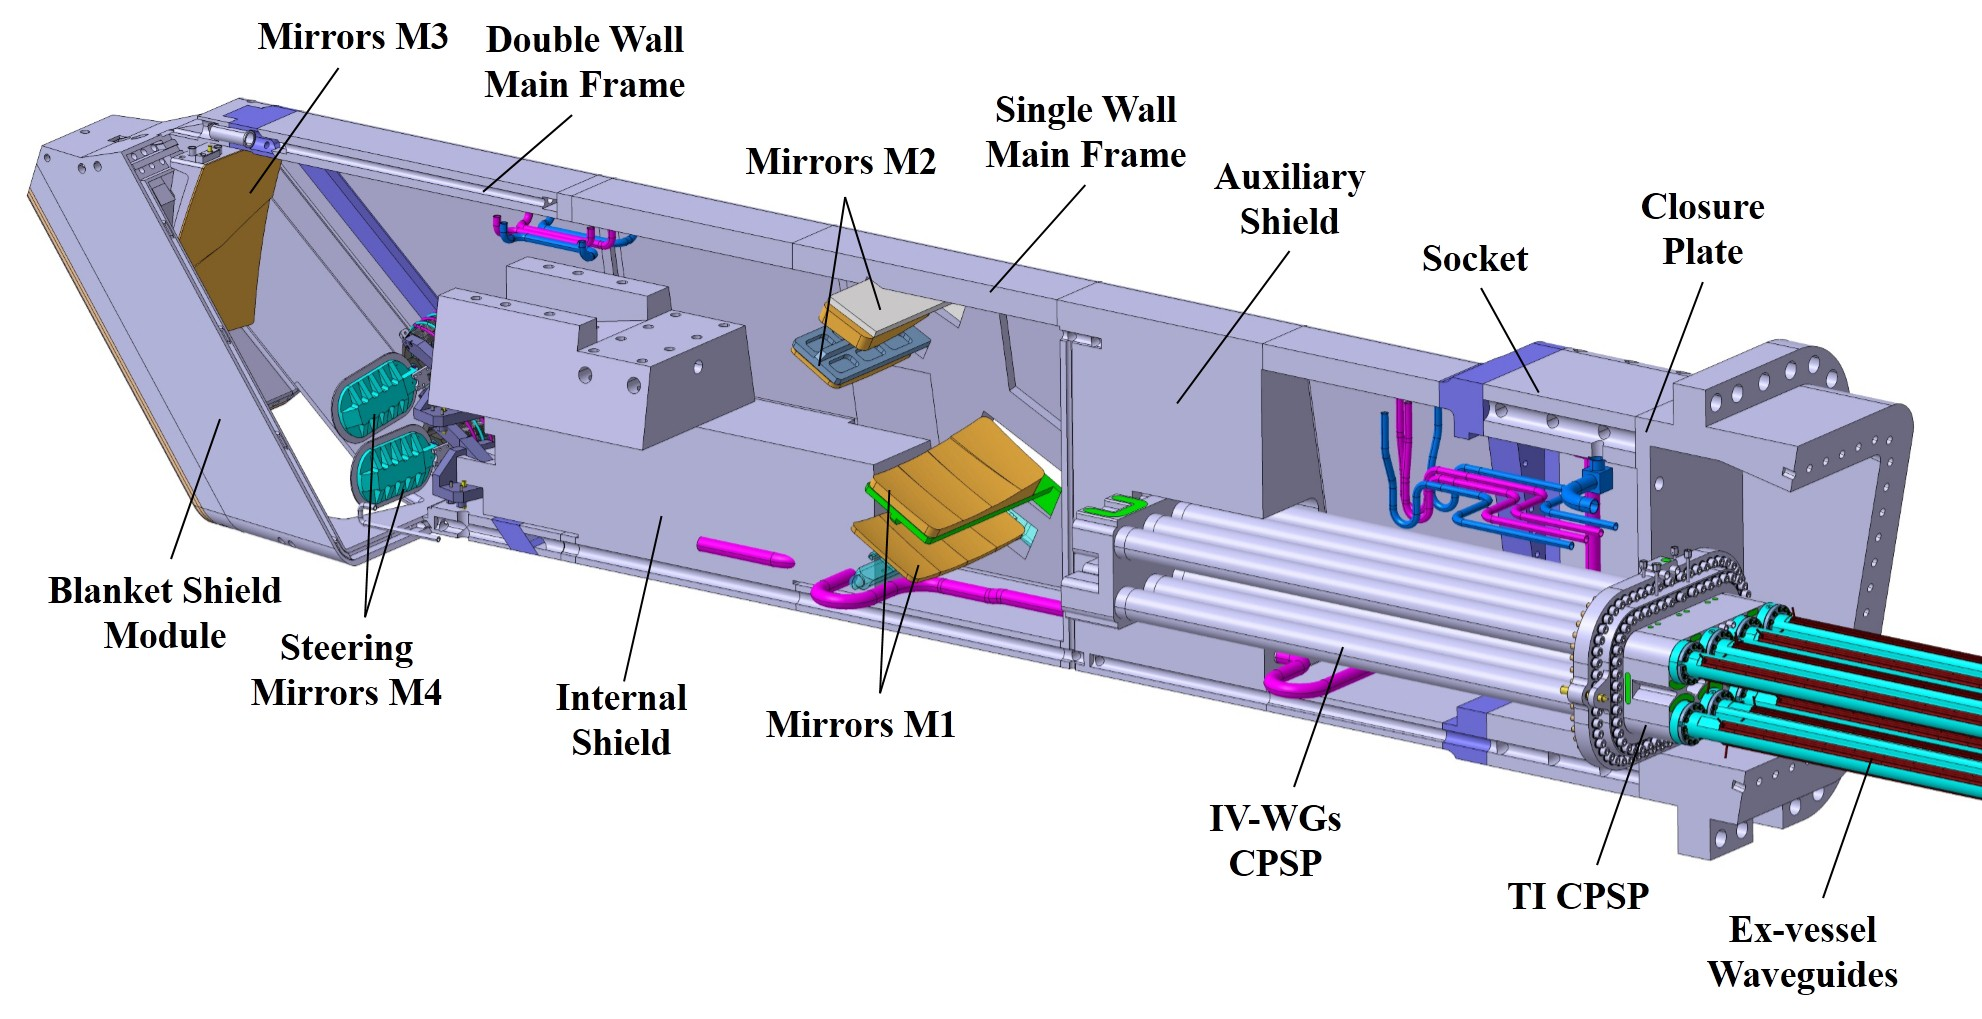 Mirrors M3
Double Wall
Main Frame
Mirrors M2
Single Wall
Main Frame
Auxiliary
Shield
Socket
Closure
Plate
Blanket Shield
Module
Steering
Mirrors M4
Internal
Shield
Mirrors M1
IV-WGs
CPSP
TI CPSP
Ex-vessel
Waveguides